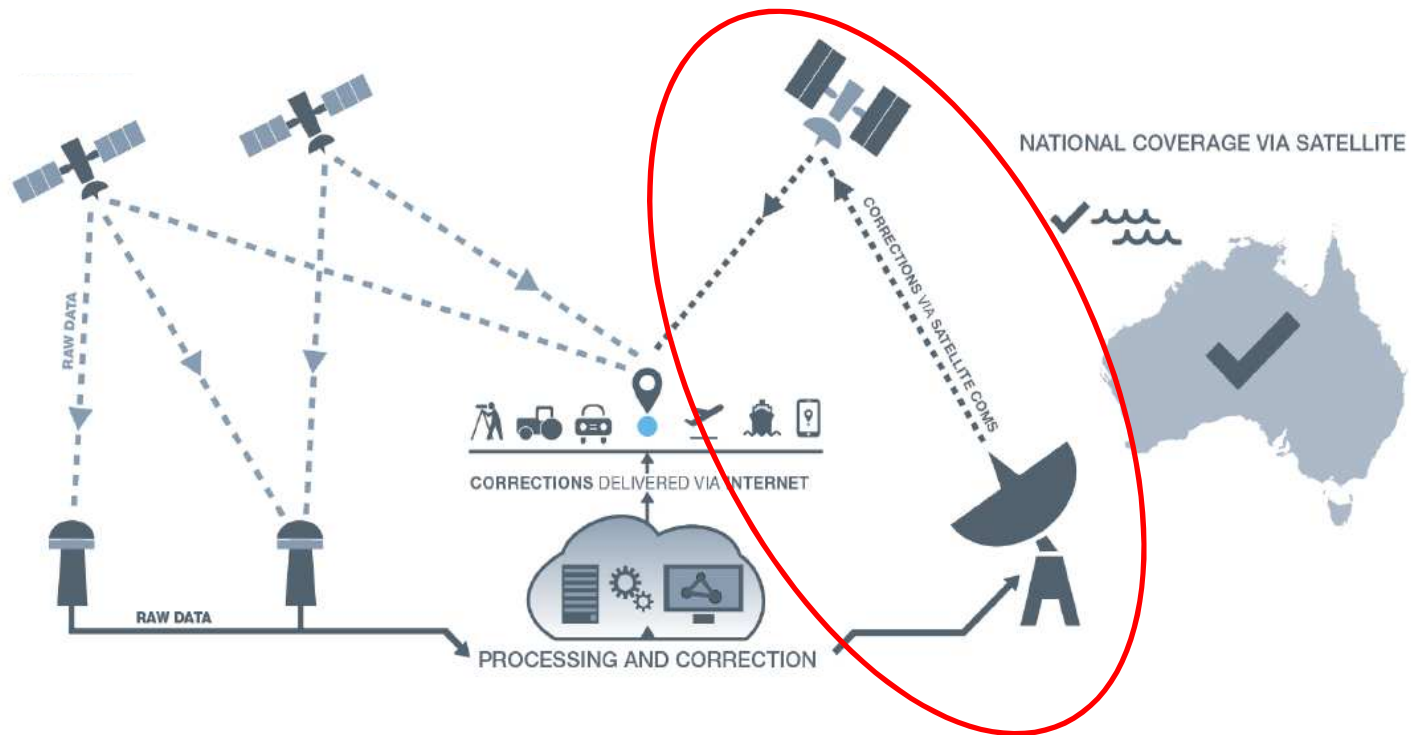 NATIONAL COVERAGE VIA SATELLITE
RAW DATA
CORRECTIONS VIA SATELLITE COMS
CORRECTIONS DELIVERED VIA INTERNET
RAW DATA
PROCESSING AND CORRECTION